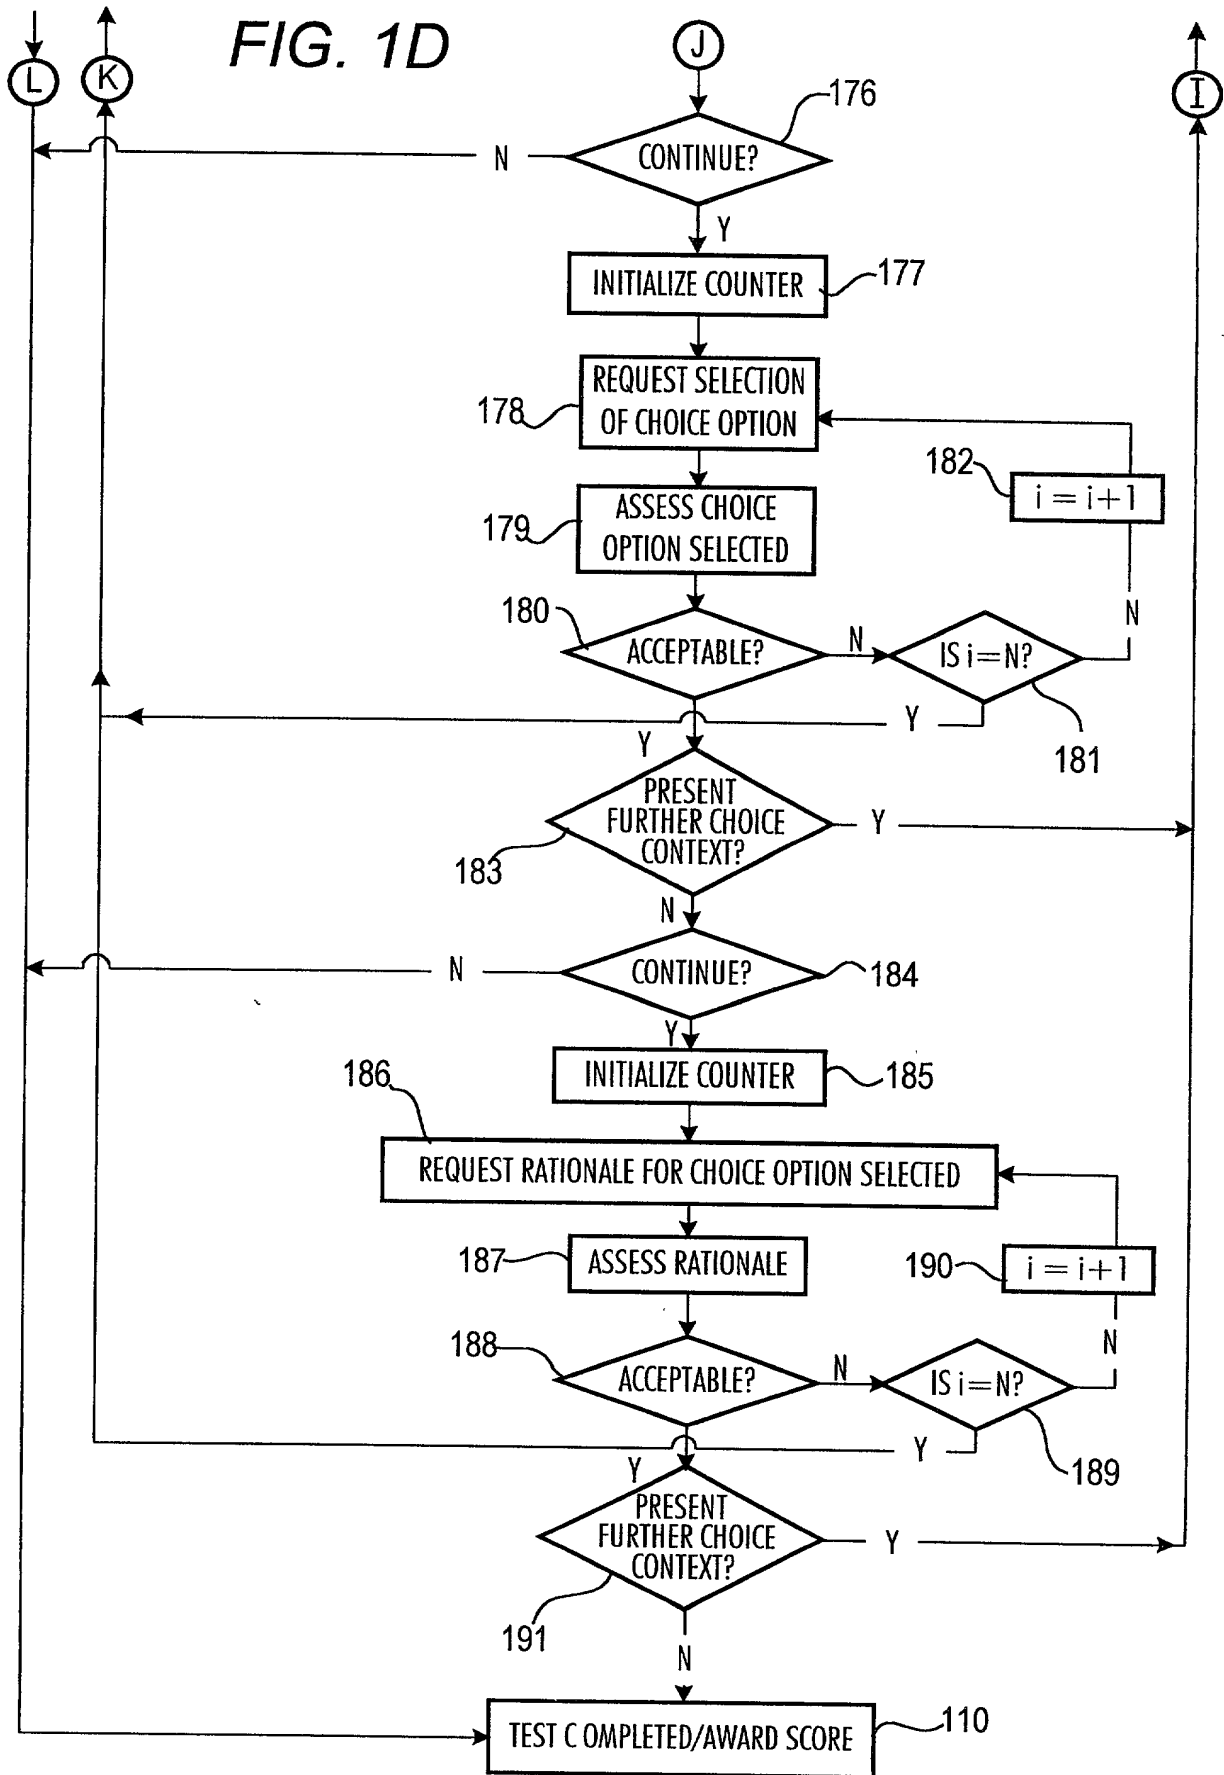 FIG. 1D
L
K
J
I
176
CONTINUE?
N
Y
INITIALIZE COUNTER
177
REQUEST SELECTION
OF CHOICE OPTION
178
182
i = i+1
ASSESS CHOICE
OPTION SELECTED
179
N
180
ACCEPTABLE?
N
IS i=N?
Y
181
Y
PRESENT
FURTHER CHOICE
CONTEXT?
Y
183
N
CONTINUE?
N
184
Y
INITIALIZE COUNTER
185
186
REQUEST RATIONALE FOR CHOICE OPTION SELECTED
187
ASSESS RATIONALE
190
i = i+1
N
188
ACCEPTABLE?
N
IS i=N?
Y
189
Y
PRESENT
FURTHER CHOICE
CONTEXT?
Y
191
N
TEST C OMPLETED/AWARD SCORE
110